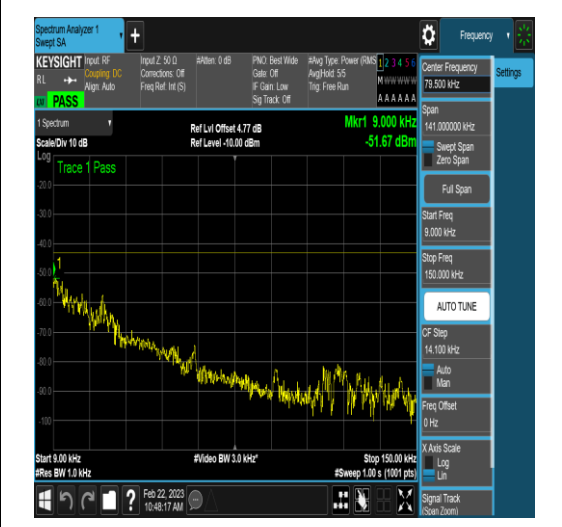 Spectrum Analyzer 1
Swept SA
Frequency
KEYSIGHT
RL
PASS
Input: RF
Coupling: DC
Align: Auto
Input Z: 50 Ω
Corrections: Off
Freq Ref: Int (S)
#Atten: 0 dB
PNO: Best Wide
Gate: Off
IF Gain: Low
Sig Track: Off
#Avg Type: Power (RMS
Avg|Hold: 5/5
Trig: Free Run
1 2 3 4 5 6
M W W W W W
A A A A A A
1 Spectrum
Scale/Div 10 dB
Ref Lvl Offset 4.77 dB
Ref Level -10.00 dBm
Mkr1 9.000 kHz
-51.67 dBm
Log
Trace 1 Pass
-20.0
-30.0
-40.0
1
-50.0
-60.0
-70.0
-80.0
-90.0
-100
Start 9.00 kHz
#Res BW 1.0 kHz
#Video BW 3.0 kHz*
Stop 150.00 kHz
#Sweep 1.00 s (1001 pts)
Feb 22, 2023
10:48:17 AM
Center Frequency
79.500 kHz
Settings
Span
141.000000 kHz
Swept Span
Zero Span
Full Span
Start Freq
9.000 kHz
Stop Freq
150.000 kHz
AUTO TUNE
CF Step
14.100 kHz
Auto
Man
Freq Offset
0 Hz
X Axis Scale
Log
Lin
Signal Track
(Span Zoom)